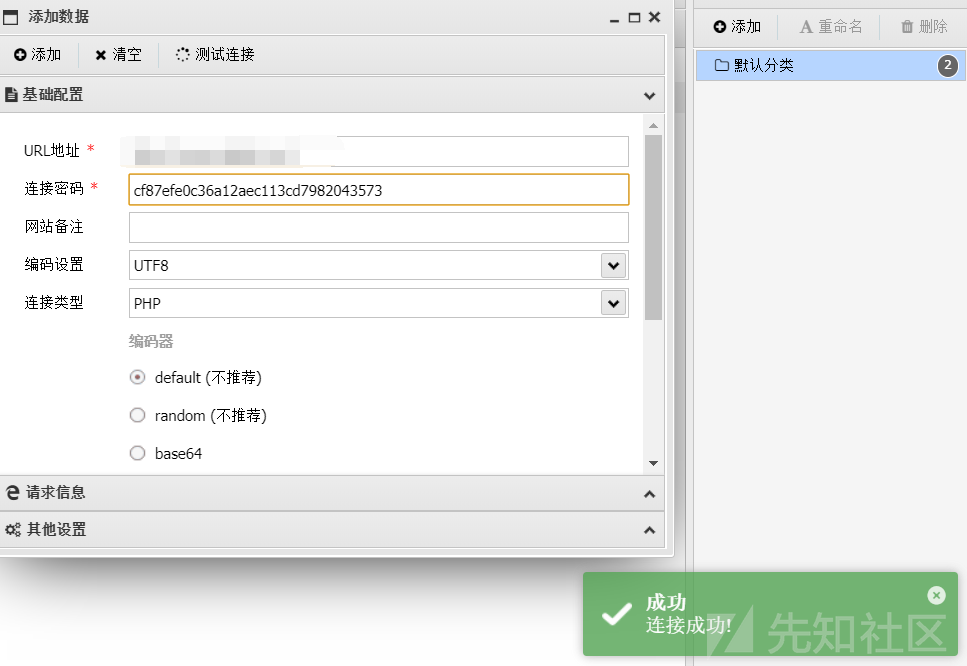 添加数据
添加 清空 测试连接
基础配置
URL地址 *
连接密码 * cf87efe0c36a12aec113cd7982043573
网站备注
编码设置 UTF8
连接类型 PHP
编码器
default (不推荐)
random (不推荐)
base64
请求信息
其他设置
添加 重命名 删除
默认分类 2
成功
连接成功!
先知社区